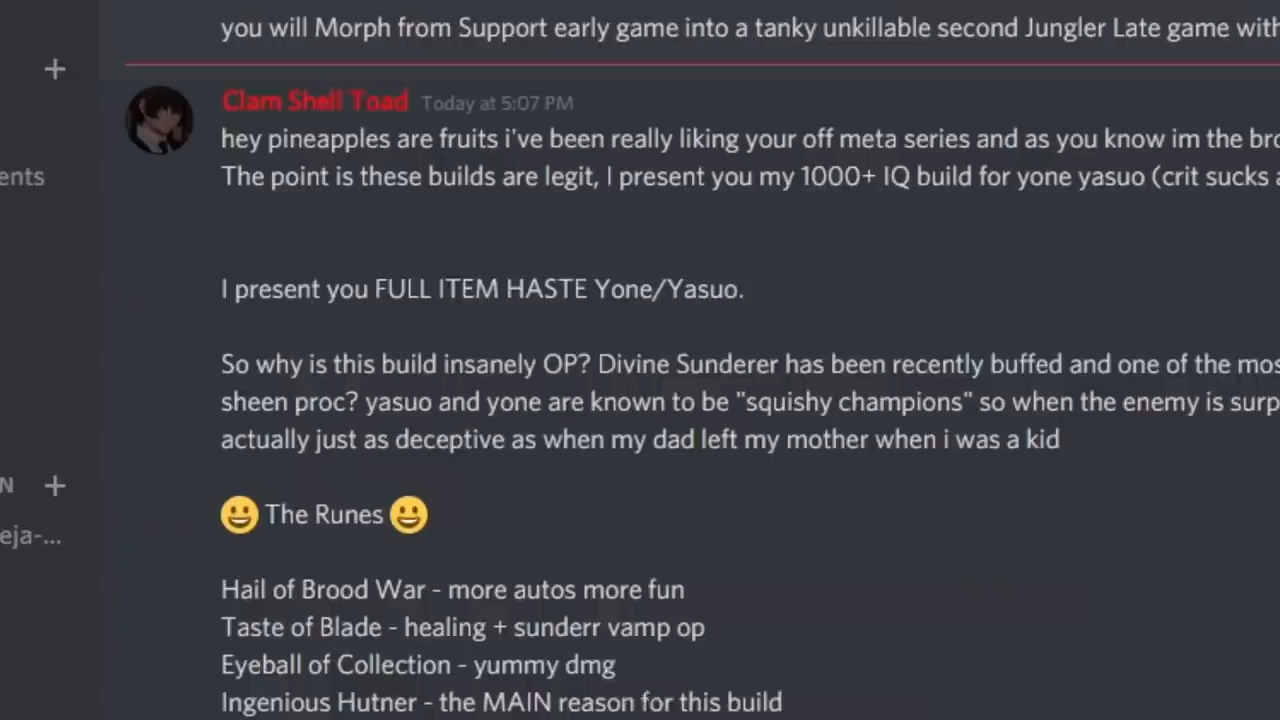 you will Morph from Support early game into a tanky unkillable second Jungler Late game with
+
Clam Shell Toad Today at 5:07 PM
hey pineapples are fruits i've been really liking your off meta series and as you know im the bro
ents
The point is these builds are legit, I present you my 1000+ IQ build for yone yasuo (crit sucks a
I present you FULL ITEM HASTE Yone/Yasuo.
So why is this build insanely OP? Divine Sunderer has been recently buffed and one of the mos
sheen proc? yasuo and yone are known to be "squishy champions" so when the enemy is surp
actually just as deceptive as when my dad left my mother when i was a kid
N +
😀 The Runes 😀
eja-...
Hail of Brood War - more autos more fun
Taste of Blade - healing + sunderr vamp op
Eyeball of Collection - yummy dmg
Ingenious Hutner - the MAIN reason for this build